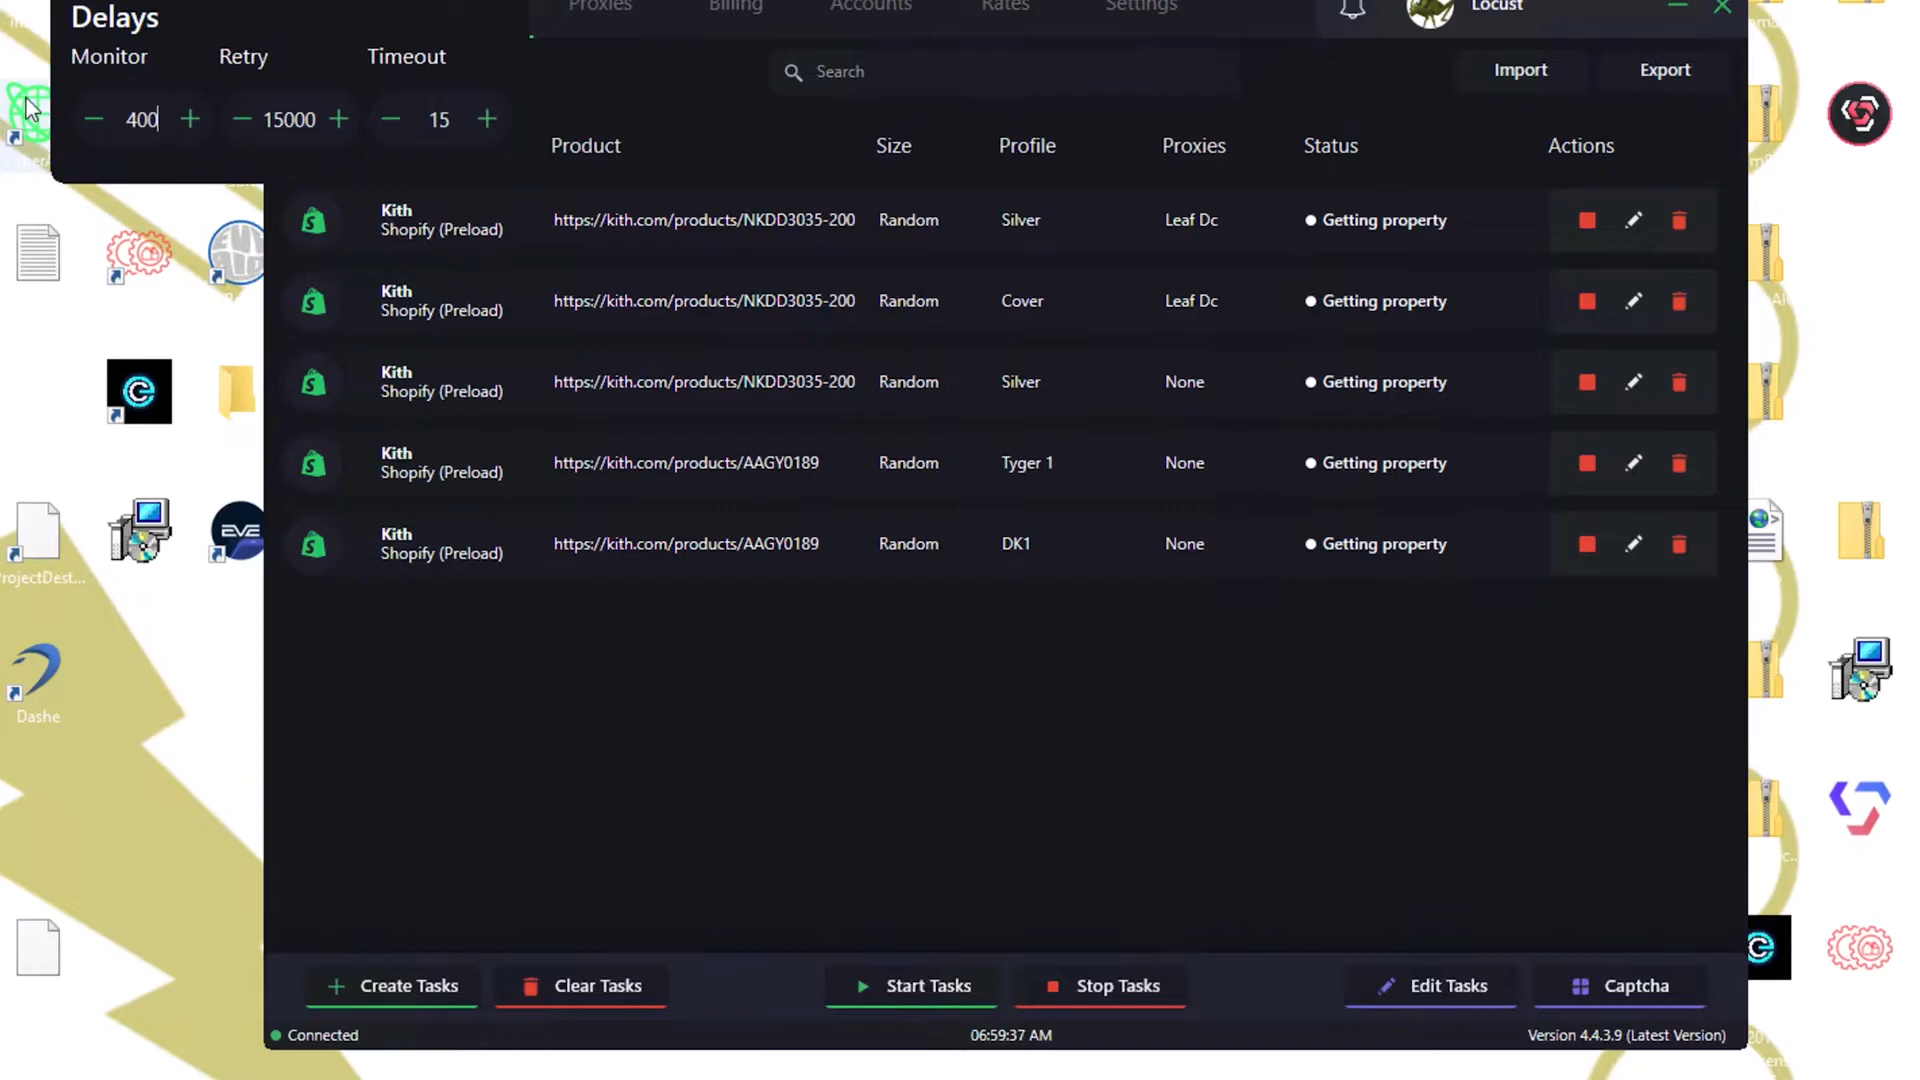 Delays
Proxies
Billing
Accounts
Rates
Settings
Locust
Monitor
Retry
Timeout
400
15000
15
Search
Import
Export
Product
Size
Profile
Proxies
Status
Actions
Kith
Shopify (Preload)
https://kith.com/products/NKDD3035-200
Random
Silver
Leaf Dc
Getting property
Kith
Shopify (Preload)
https://kith.com/products/NKDD3035-200
Random
Cover
Leaf Dc
Getting property
Kith
Shopify (Preload)
https://kith.com/products/NKDD3035-200
Random
Silver
None
Getting property
Kith
Shopify (Preload)
https://kith.com/products/AAGY0189
Random
Tyger 1
None
Getting property
Kith
Shopify (Preload)
https://kith.com/products/AAGY0189
Random
DK1
None
Getting property
EVE
rojectDest...
Dashe
Create Tasks
Clear Tasks
Start Tasks
Stop Tasks
Edit Tasks
Captcha
Connected
06:59:37 AM
Version 4.4.3.9 (Latest Version)